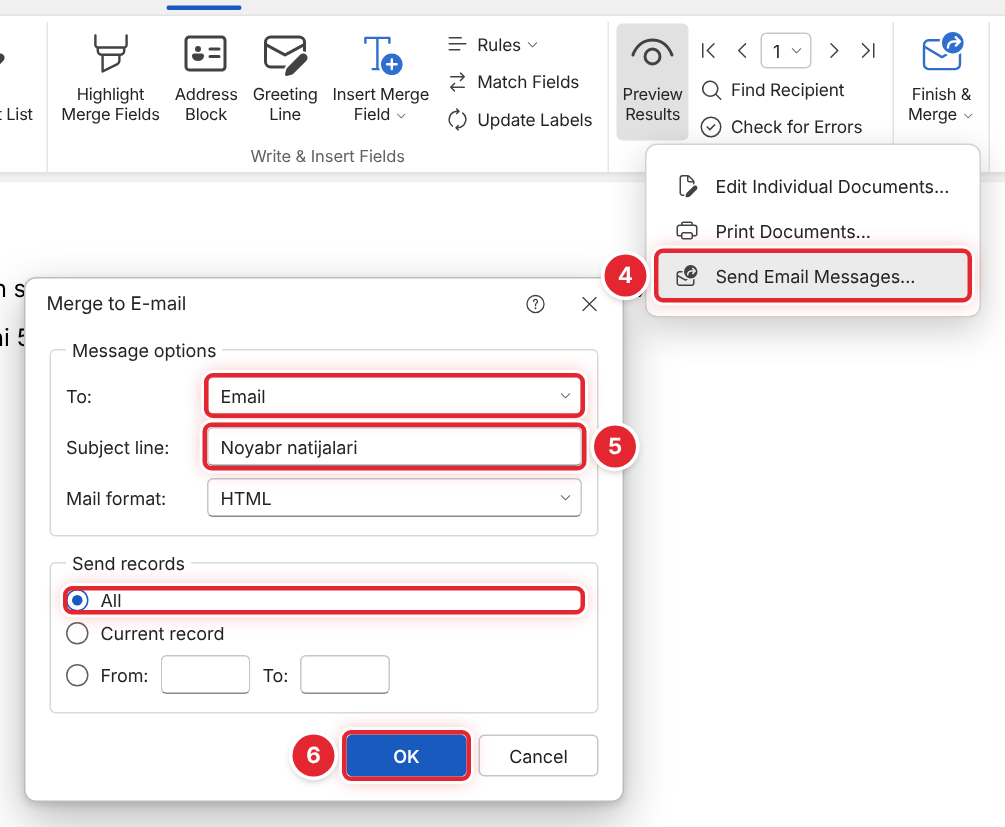 List
Highlight
Merge Fields
Address
Block
Greeting
Line
Insert Merge
Field
Rules
Match Fields
Update Labels
Write & Insert Fields
Preview
Results
1
Find Recipient
Check for Errors
Finish &
Merge
Edit Individual Documents...
Print Documents...
4
Send Email Messages...
Merge to E-mail
Message options
To:
Email
Subject line:
Noyabr natijalari
5
Mail format:
HTML
Send records
All
Current record
From:
To:
6
OK
Cancel